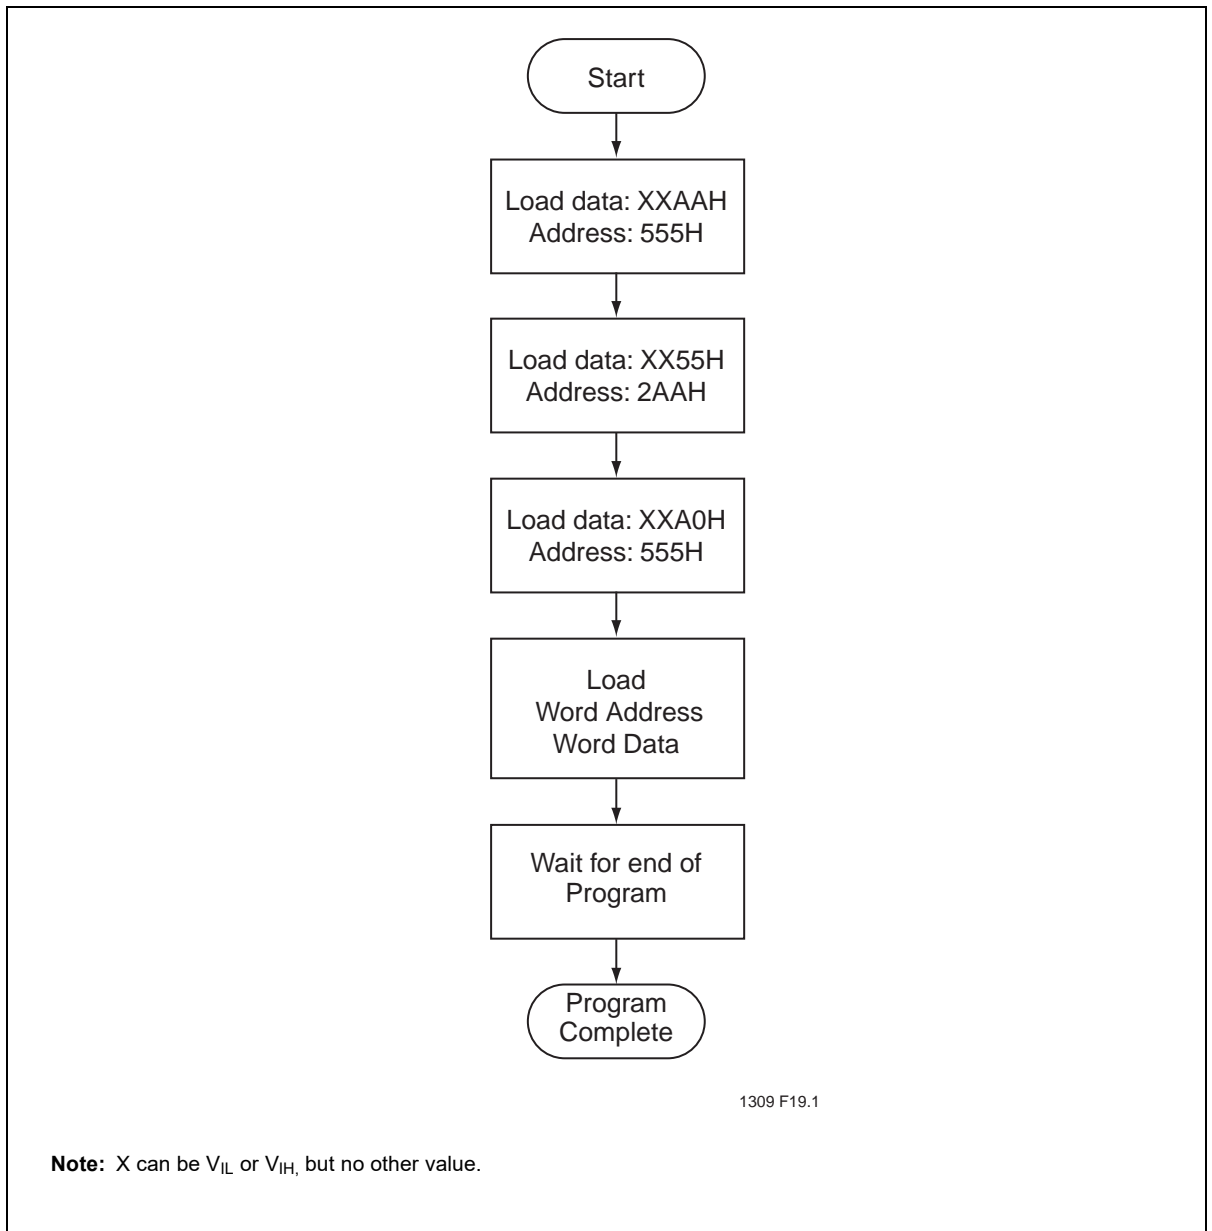 Start
Load data: XXAAH
Address: 555H
Load data: XX55H
Address: 2AAH
Load data: XXA0H
Address: 555H
Load
Word Address
Word Data
Wait for end of
Program
Program
Complete
1309 F19.1
Note: X can be VIL or VIH, but no other value.